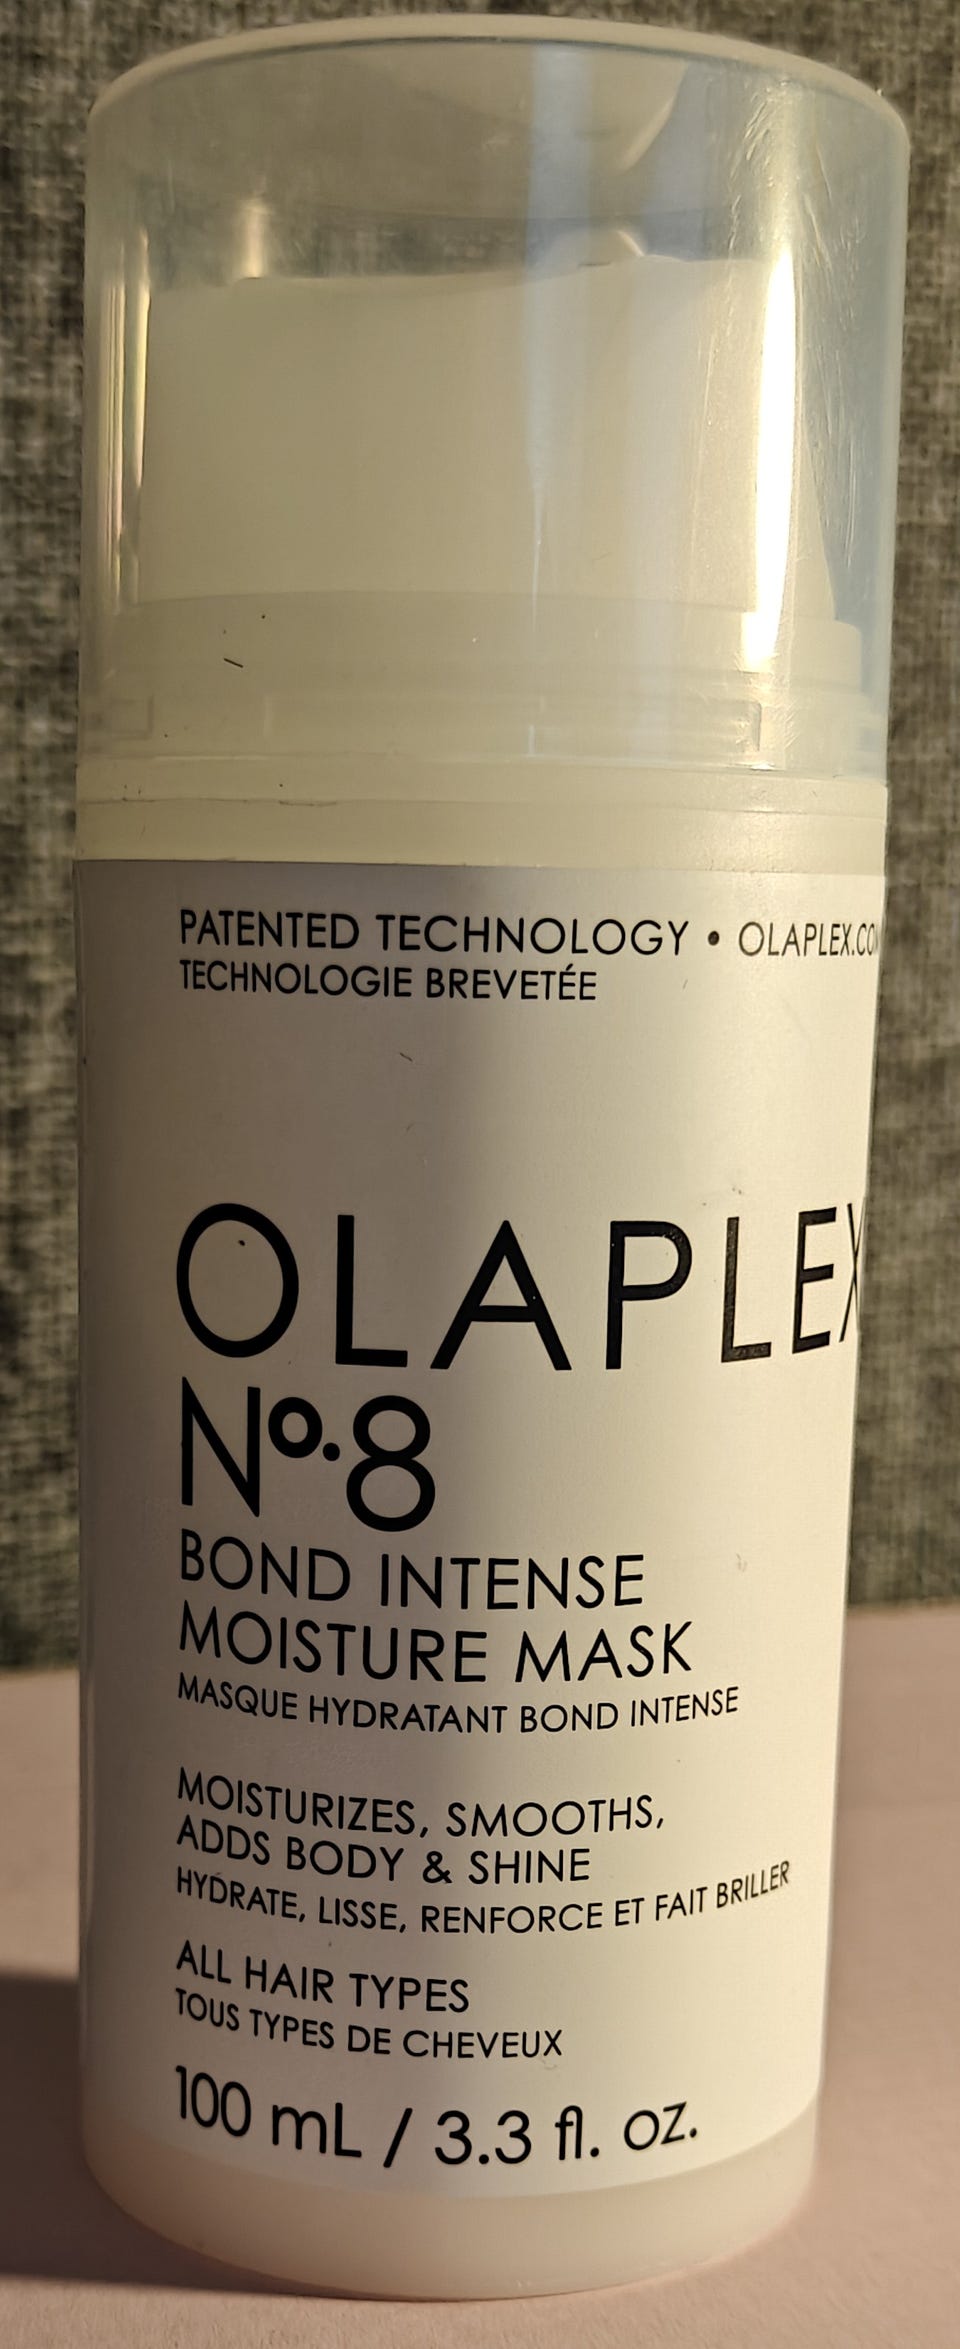 PATENTED TECHNOLOGY • OLAPLEX.CO
TECHNOLOGIE BREVETÉE
OLAPLEX
Nº.8
BOND INTENSE
MOISTURE MASK
MASQUE HYDRATANT BOND INTENSE
MOISTURIZES, SMOOTHS,
ADDS BODY & SHINE
HYDRATE, LISSE, RENFORCE ET FAIT BRILLER
ALL HAIR TYPES
TOUS TYPES DE CHEVEUX
100 mL / 3.3 fl. oz.